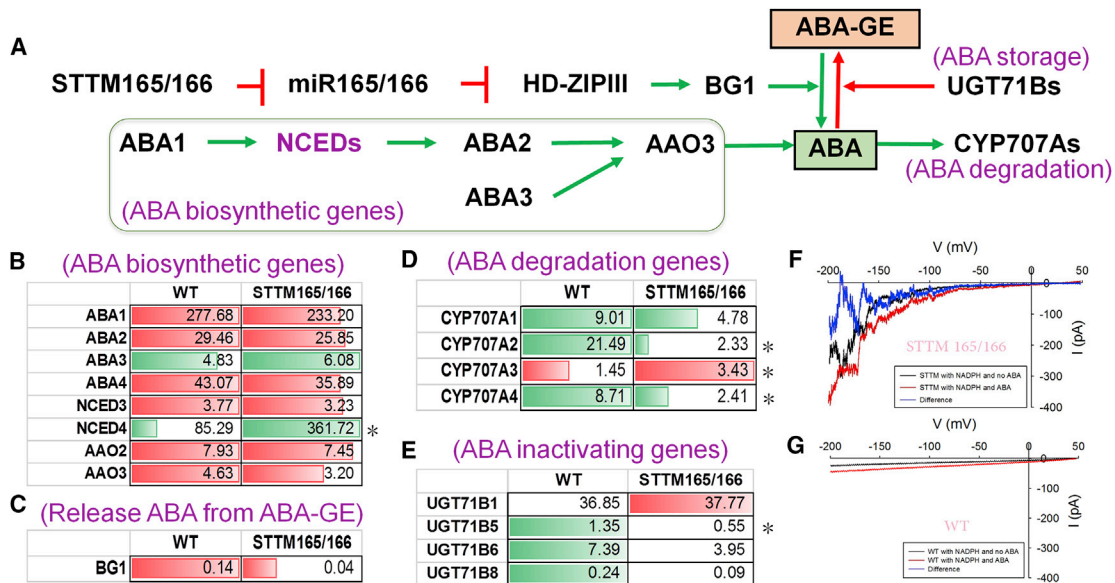 A
ABA-GE
(ABA storage)
STTM165/166 miR165/166 HD-ZIPIII BG1 UGT71Bs
ABA1 NCEDs ABA2 AAO3 ABA CYP707As
(ABA degradation)
ABA3
(ABA biosynthetic genes)
B (ABA biosynthetic genes)
WT STTM165/166
ABA1 277.68 233.20
ABA2 29.46 25.85
ABA3 4.83 6.08
ABA4 43.07 35.89
NCED3 3.77 3.23
NCED4 85.29 361.72 *
AAO2 7.93 7.45
AAO3 4.63 3.20
C (Release ABA from ABA-GE)
WT STTM165/166
BG1 0.14 0.04
D (ABA degradation genes)
WT STTM165/166
CYP707A1 9.01 4.78
CYP707A2 21.49 2.33 *
CYP707A3 1.45 3.43 *
CYP707A4 8.71 2.41 *
E (ABA inactivating genes)
WT STTM165/166
UGT71B1 36.85 37.77
UGT71B5 1.35 0.55 *
UGT71B6 7.39 3.95
UGT71B8 0.24 0.09
F
V (mV)
-200 -150 -100 -50 0 50
0
-100
-200
-300
-400
I (pA)
STTM 165/166
STTM with NADPH and no ABA
STTM with NADPH and ABA
Difference
G
V (mV)
-200 -150 -100 -50 0 50
-100
-200
-300
-400
I (pA)
WT
WT with NADPH and no ABA
WT with NADPH and ABA
Difference